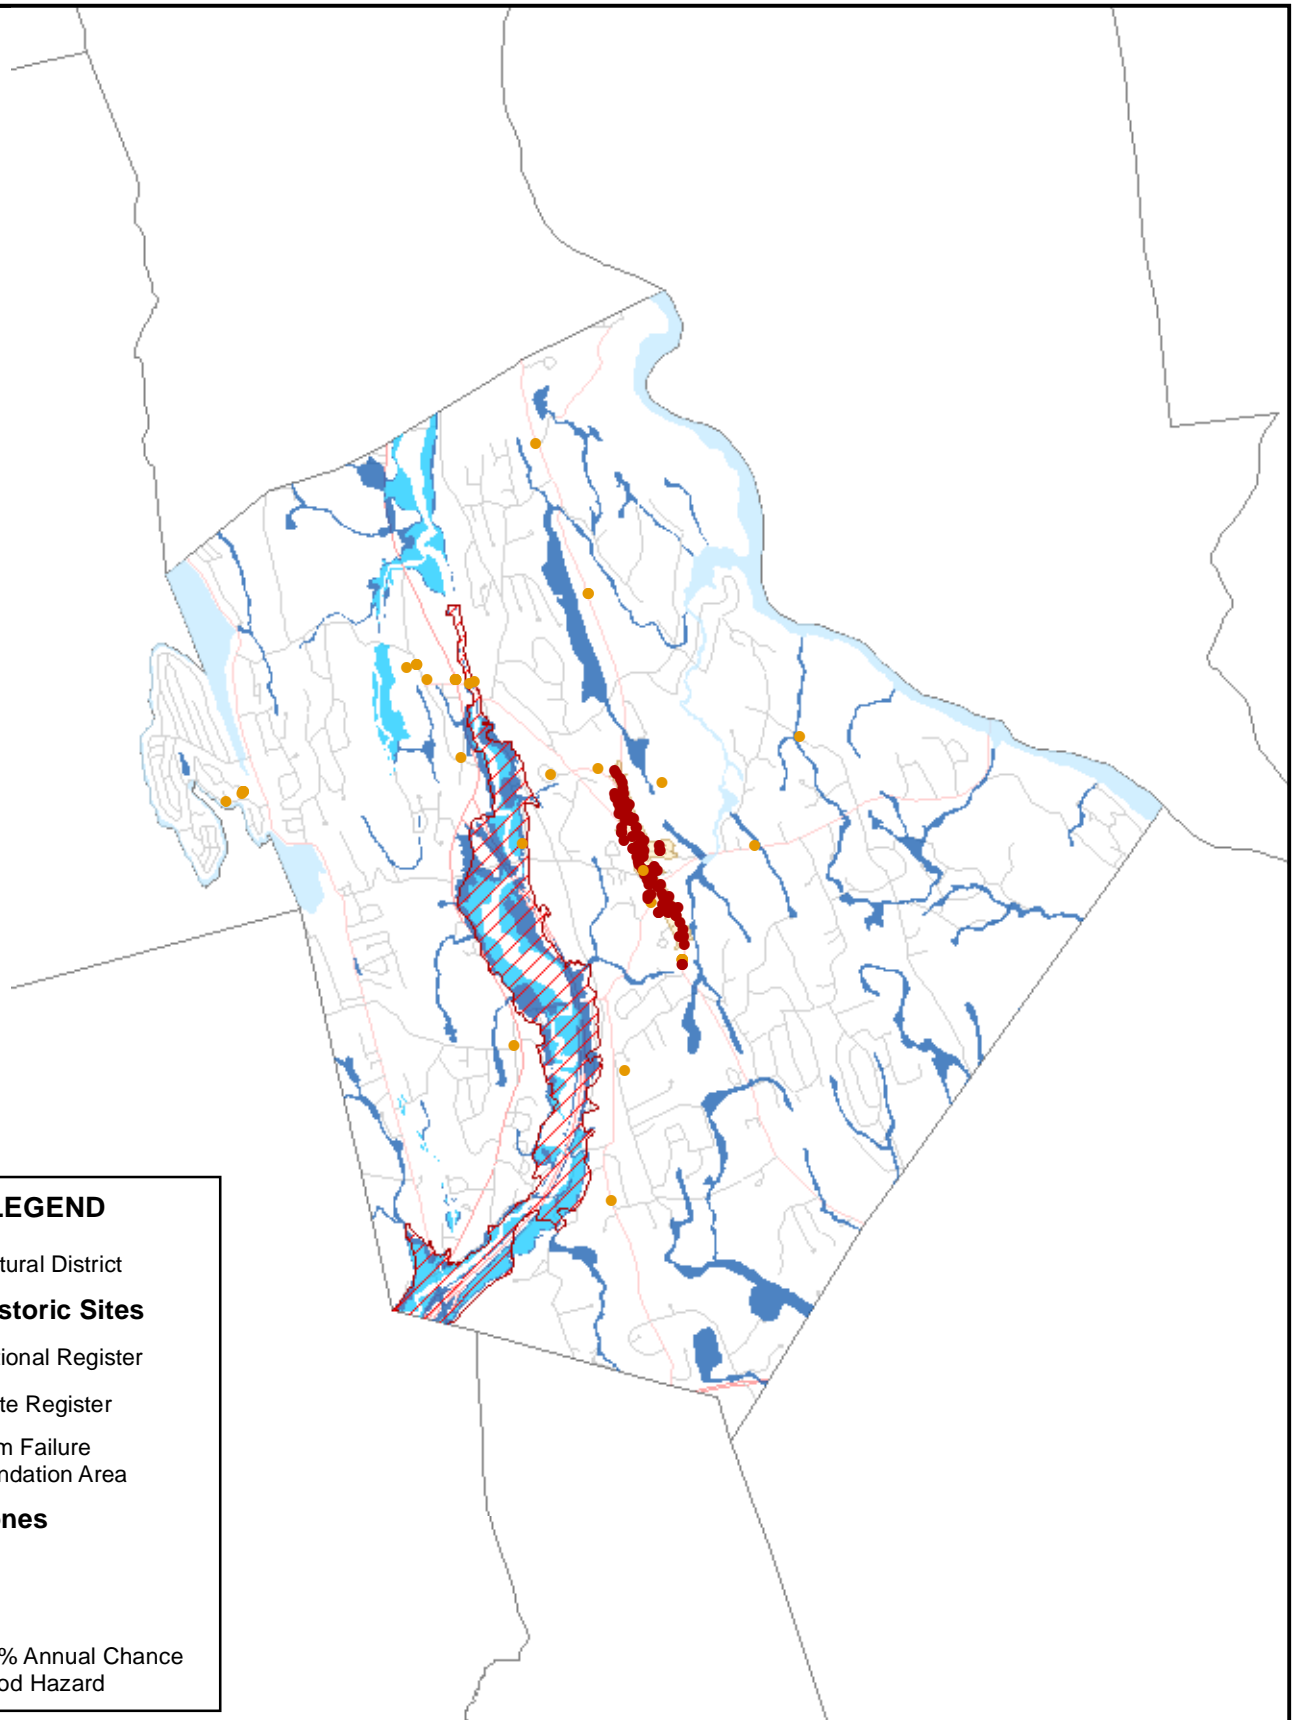 LEGEND
tural District
storic Sites
ional Register
te Register
m Failure
ndation Area
nes
% Annual Chance
od Hazard